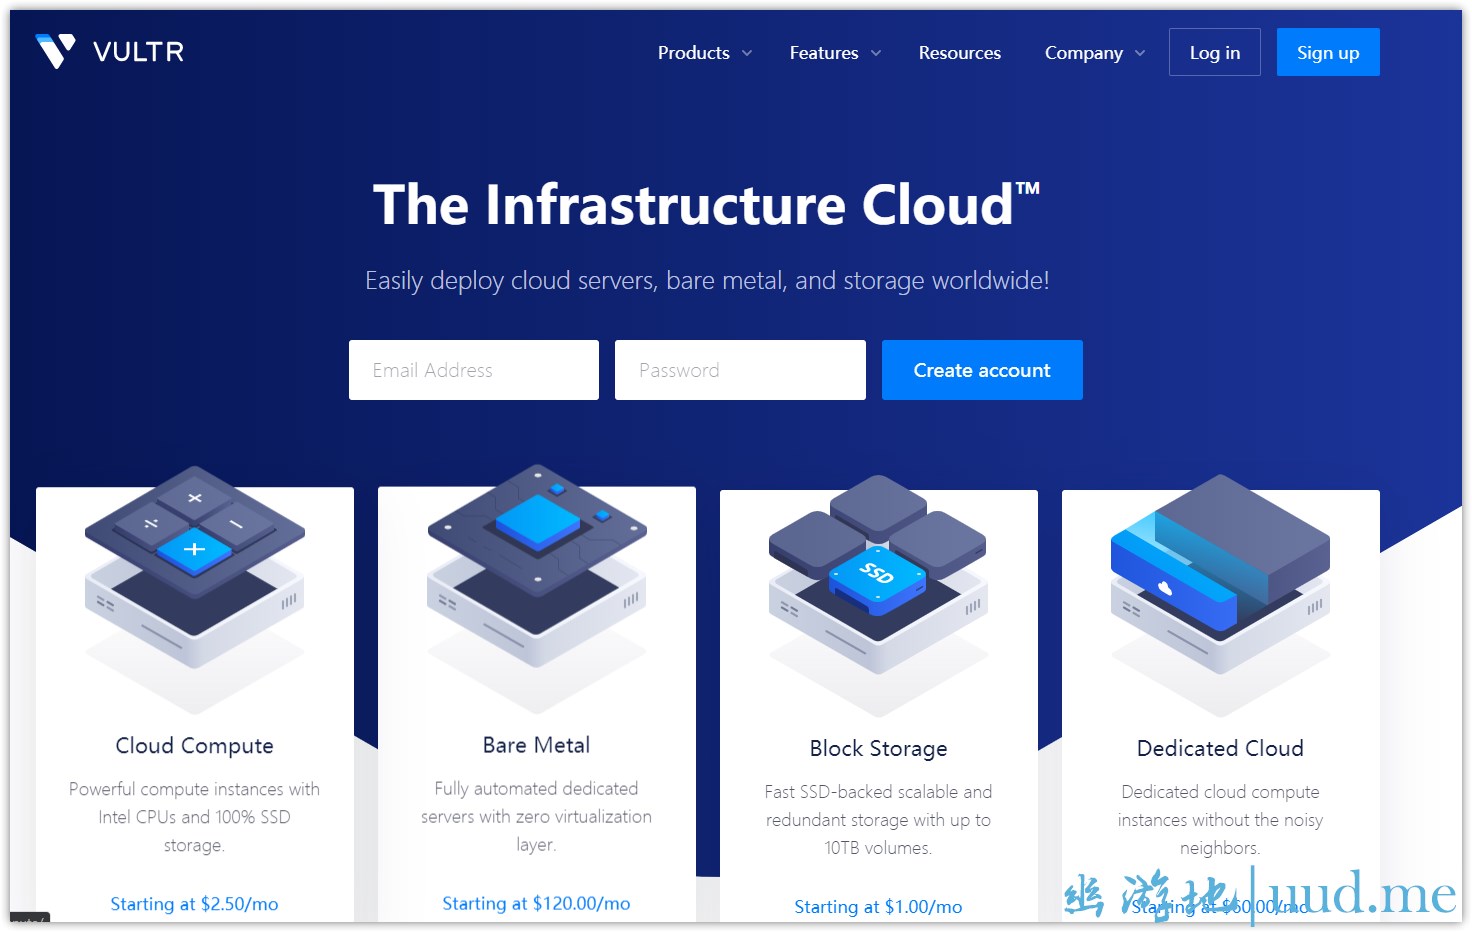 VULTR
Products Features Resources Company Log in Sign up
The Infrastructure Cloud™
Easily deploy cloud servers, bare metal, and storage worldwide!
Email Address Password Create account
SSD
Cloud Compute
Powerful compute instances with
Intel CPUs and 100% SSD
storage.
Starting at $2.50/mo
Bare Metal
Fully automated dedicated
servers with zero virtualization
layer.
Starting at $120.00/mo
Block Storage
Fast SSD-backed scalable and
redundant storage with up to
10TB volumes.
Starting at $1.00/mo
Dedicated Cloud
Dedicated cloud compute
instances without the noisy
neighbors.
Starting at $60.00/mo
幽游地|uud.me